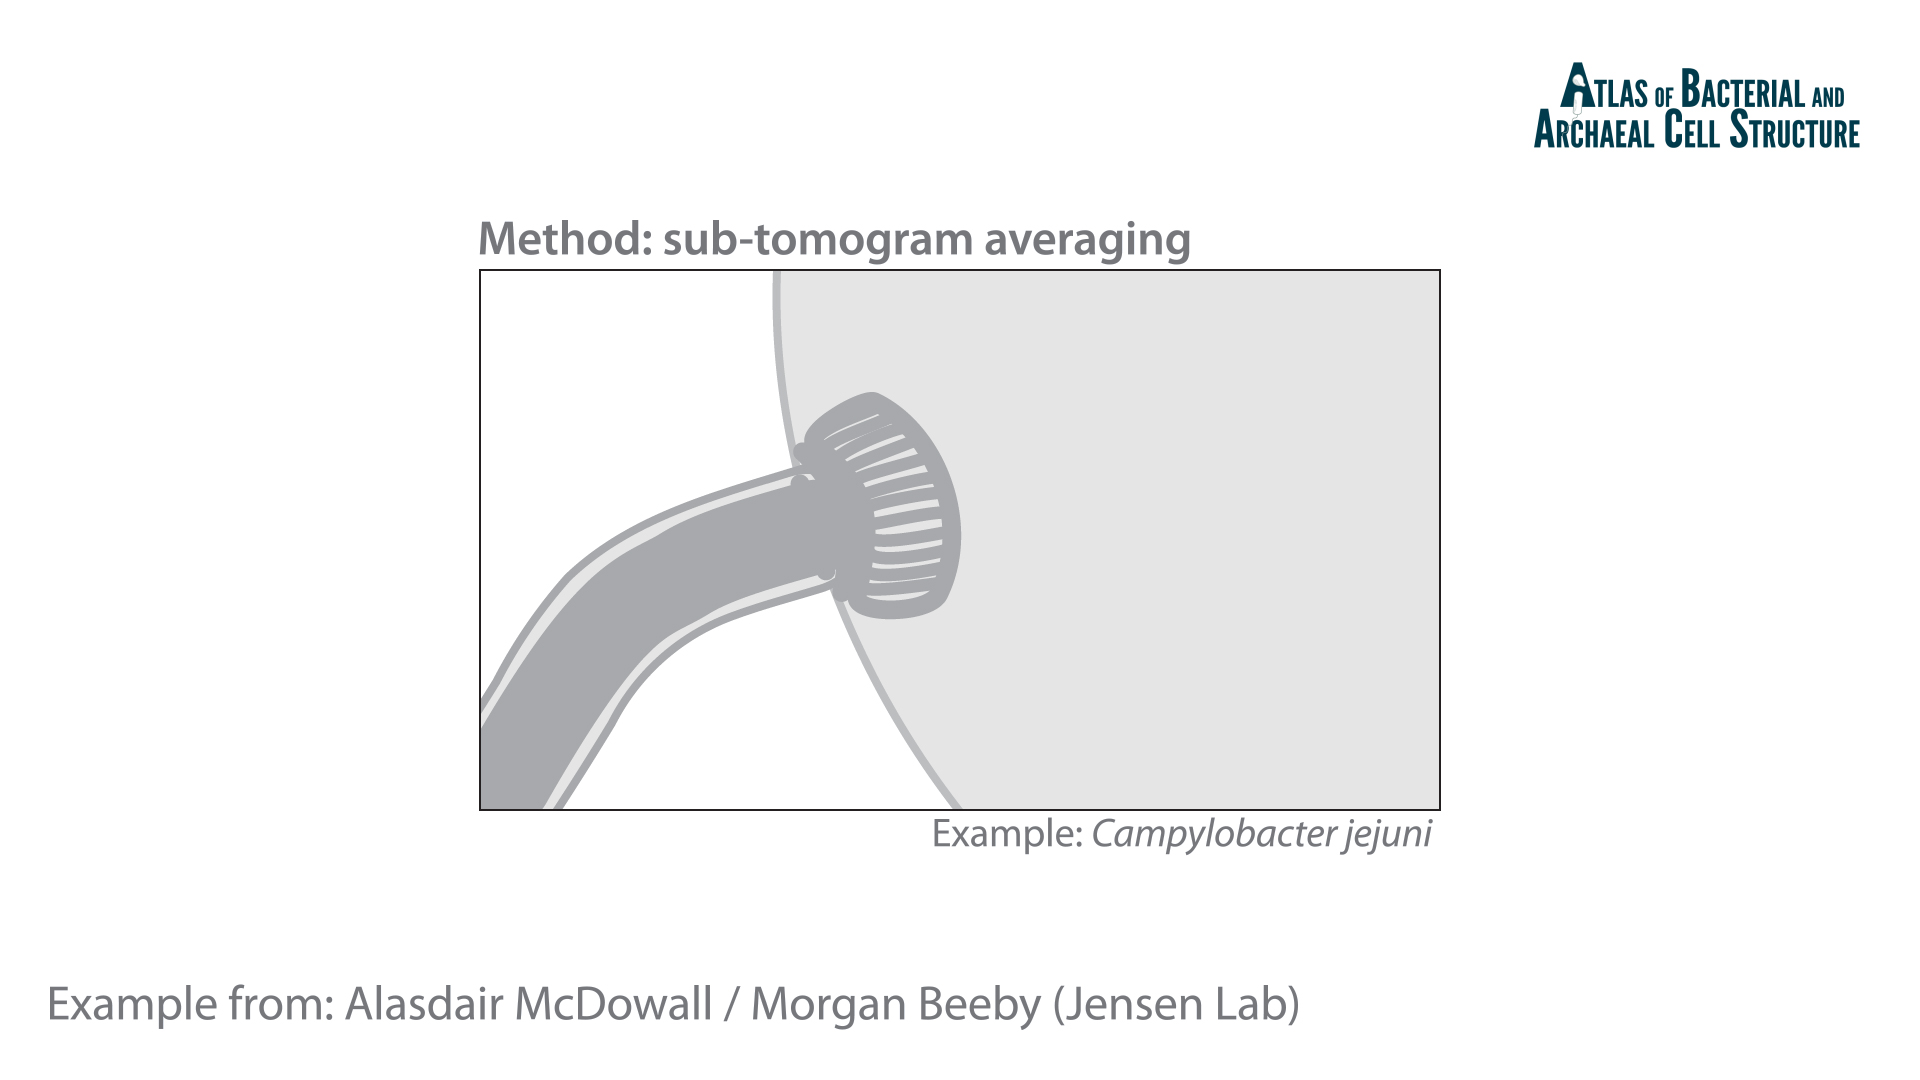 ATLAS OF BACTERIAL AND
ARCHAEAL CELL STRUCTURE
Method: sub-tomogram averaging
Example: Campylobacter jejuni
Example from: Alasdair McDowall / Morgan Beeby (Jensen Lab)